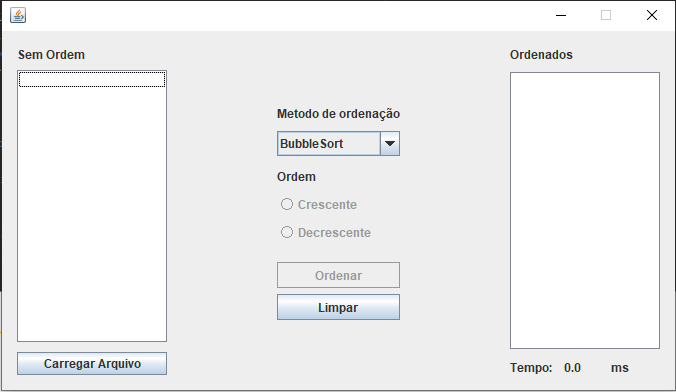 Sem Ordem
Carregar Arquivo
Metodo de ordenação
BubbleSort
Ordem
Crescente
Decrescente
Ordenar
Limpar
Ordenados
Tempo: 0.0 ms